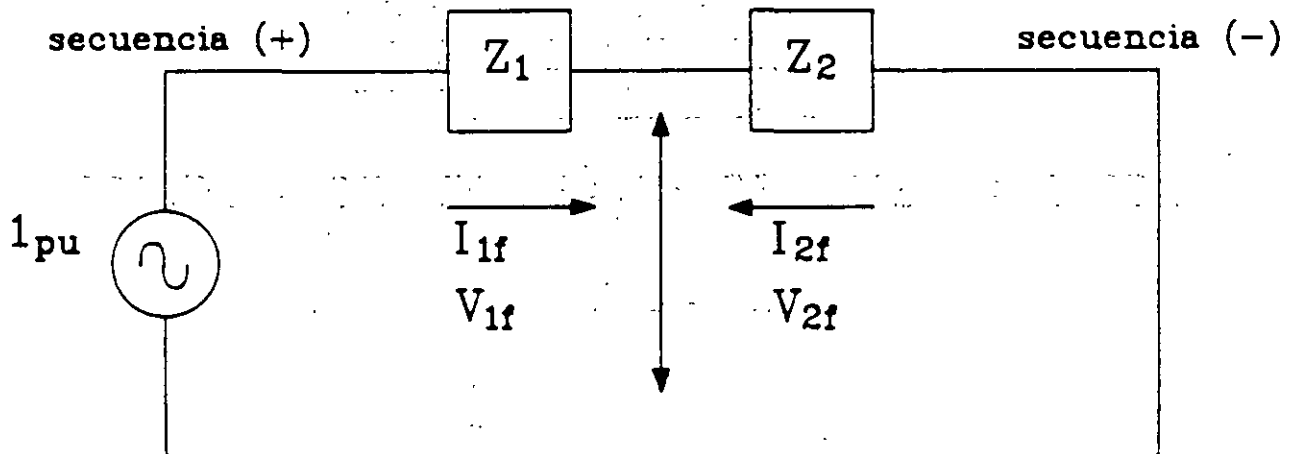 secuencia (+)
Z1
Z2
secuencia (-)
1pu
I1f
V1f
I2f
V2f